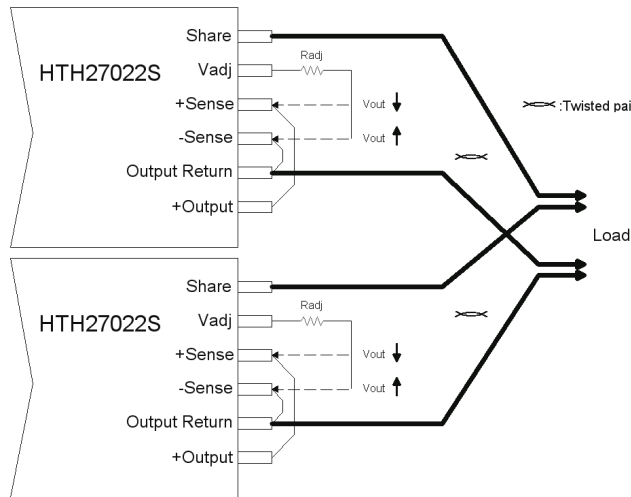 Share
HTH27022S
Vadj
Radj
+Sense
Vout
:Twisted pai
-Sense
Vout
Output Return
+Output
Load
Share
HTH27022S
Vadj
Radj
+Sense
Vout
-Sense
Vout
Output Return
+Output